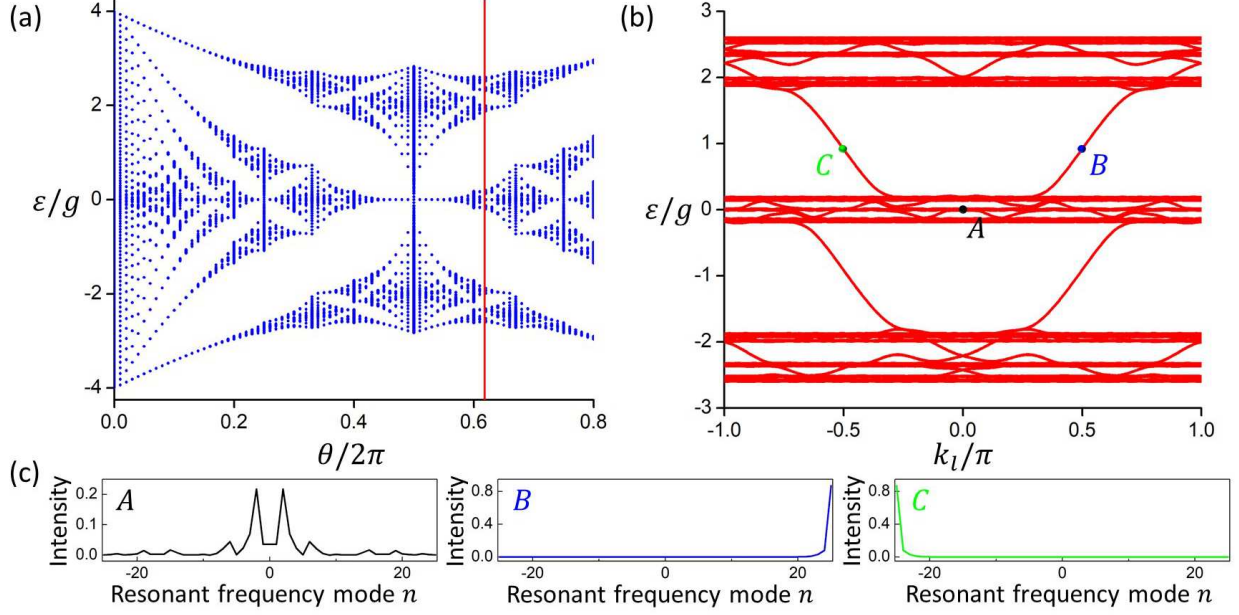 (a)
4
2
0
-2
-4
ε/g
0.0 0.2 0.4 0.6 0.8
θ/2π
(b)
3
2
1
0
-1
-2
-3
ε/g
C
B
A
-1.0 -0.5 0.0 0.5 1.0
k_l/π
(c)
Intensity
0.2
0.1
0.0
A
-20 0 20
Resonant frequency mode n
Intensity
0.8
0.4
0.0
B
-20 0 20
Resonant frequency mode n
Intensity
0.8
0.4
0.0
C
-20 0 20
Resonant frequency mode n